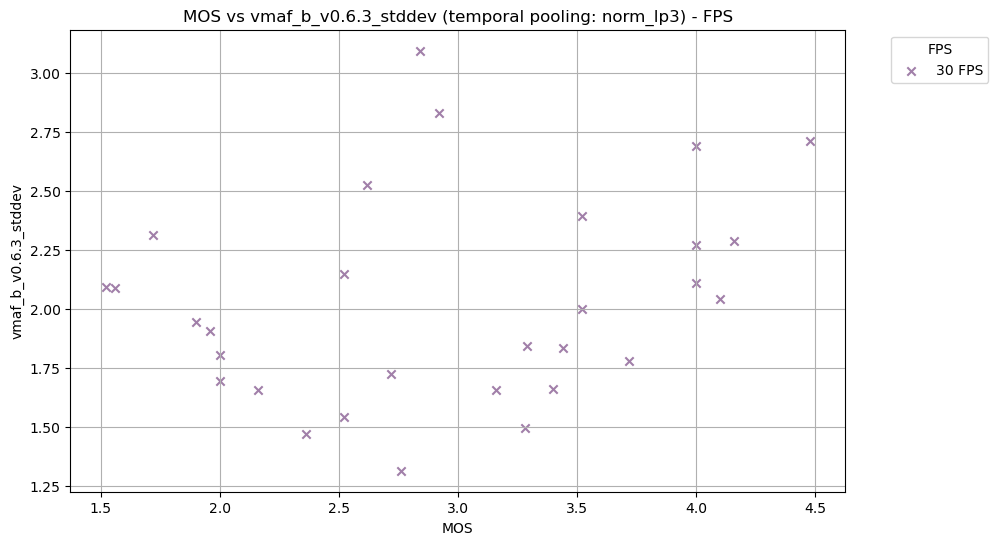 MOS vs vmaf_b_v0.6.3_stddev (temporal pooling: norm_lp3) - FPS
FPS
30 FPS
vmaf_b_v0.6.3_stddev
3.00
2.75
2.50
2.25
2.00
1.75
1.50
1.25
1.5 2.0 2.5 3.0 3.5 4.0 4.5
MOS